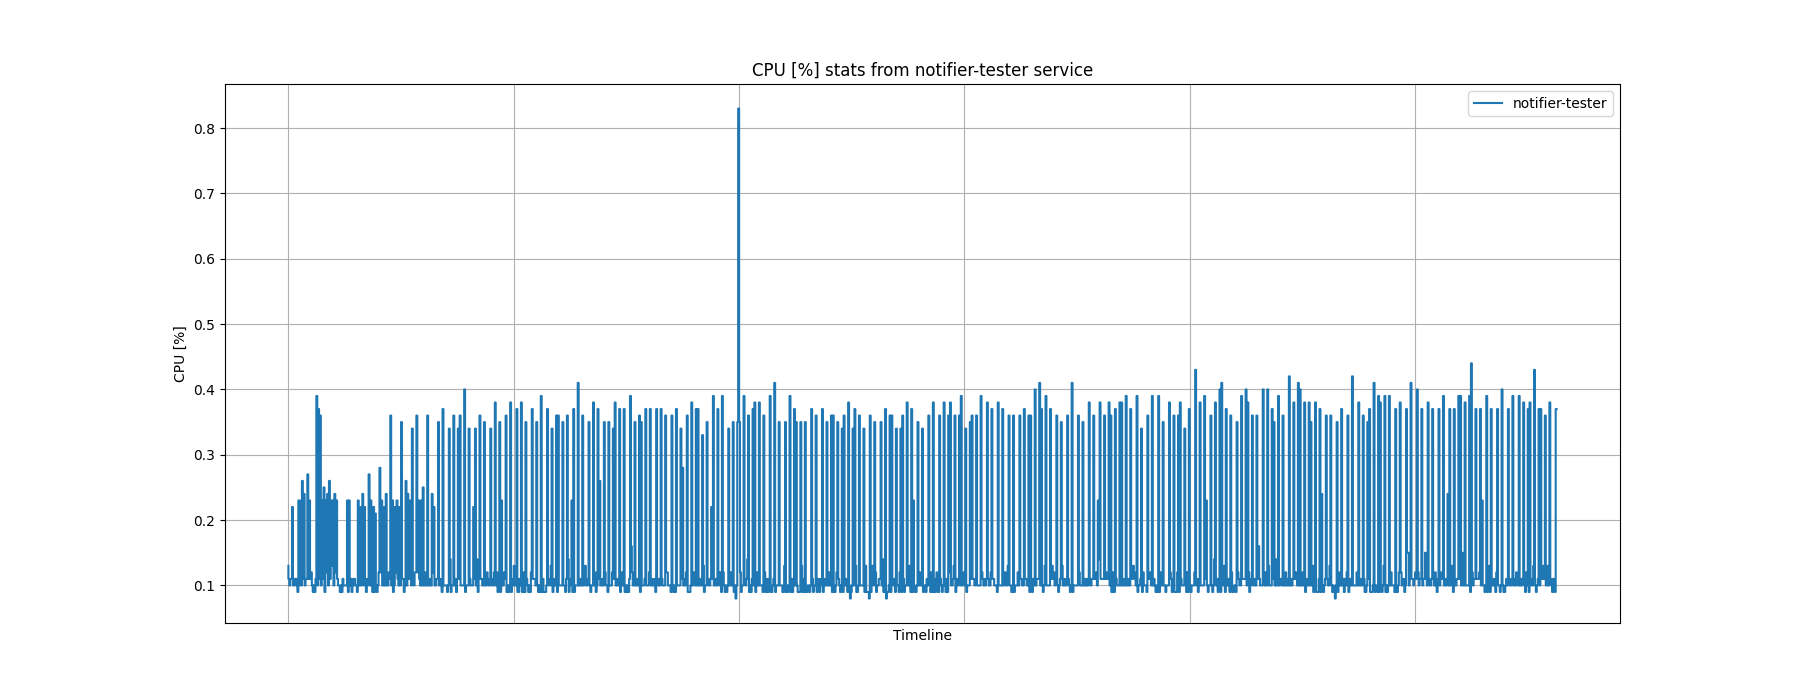 CPU [%] stats from notifier-tester service
notifier-tester
0.8
0.7
0.6
0.5
0.4
0.3
0.2
0.1
CPU [%]
Timeline